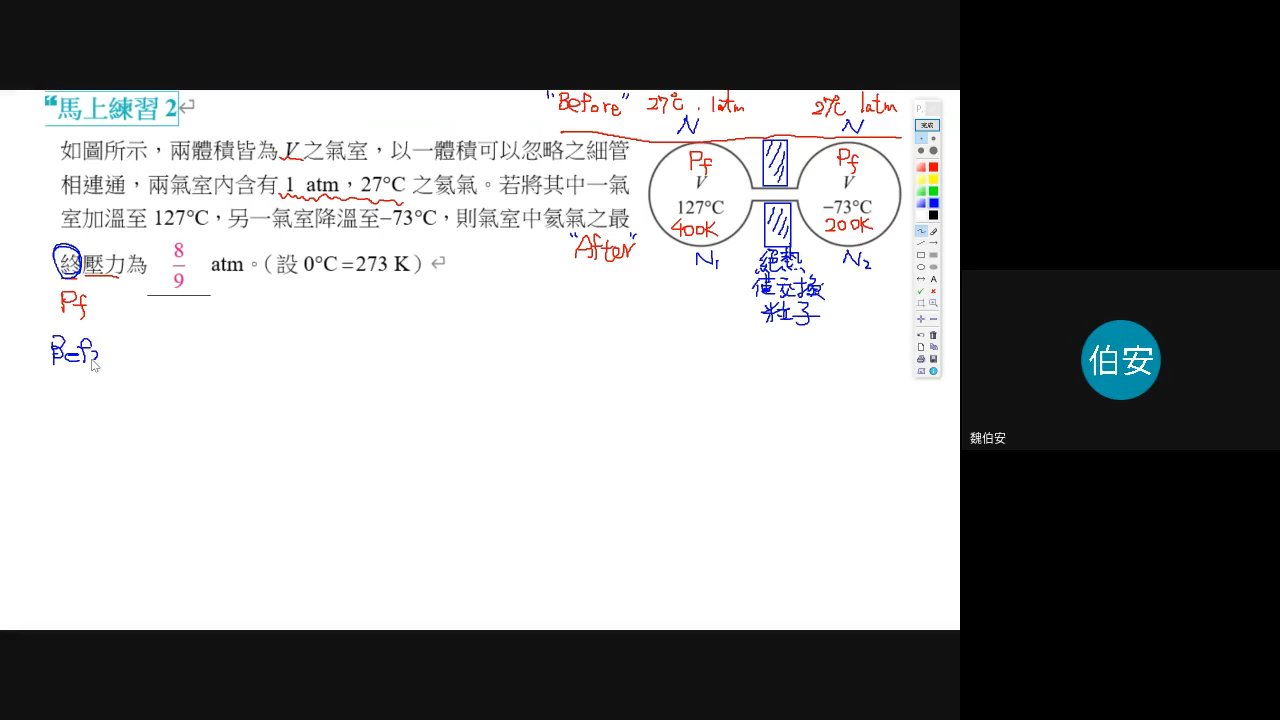 “馬上練習 2↵
"Before" 27°C , 1atm 27°C 1atm
N N
如圖所示，兩體積皆為 V 之氣室，以一體積可以忽略之細管
相連通，兩氣室內含有 1 atm，27°C 之氦氣。若將其中一氣
室加溫至 127°C，另一氣室降溫至−73°C，則氣室中氦氣之最
終壓力為 8/9 atm。（設 0°C＝273 K）↵
Pf Pf
V V
127°C −73°C
400K 200K
"After"
N₁ N₂
絕熱
僅交換
粒子
Pf
Bef
完成
伯安
魏伯安